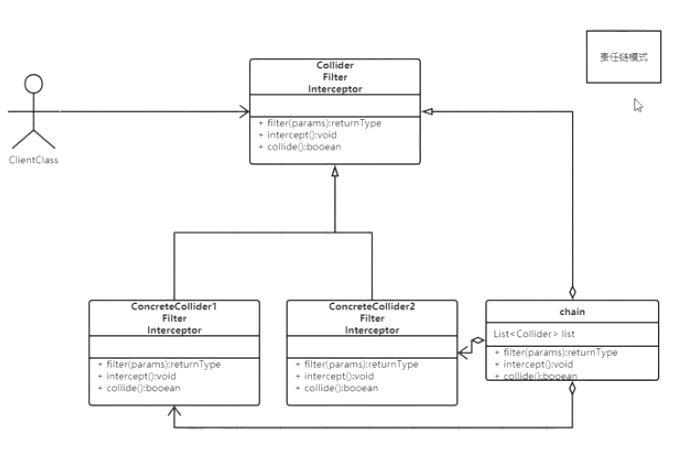 责任链模式
Collider
Filter
Interceptor
+ filter(params):returnType
+ intercept():void
+ collide():booean
ClientClass
ConcreteCollider1
Filter
Interceptor
+ filter(params):returnType
+ intercept():void
+ collide():booean
ConcreteCollider2
Filter
Interceptor
+ filter(params):returnType
+ intercept():void
+ collide():booean
chain
List<Collider> list
+ filter(params):returnType
+ intercept():void
+ collide():booean